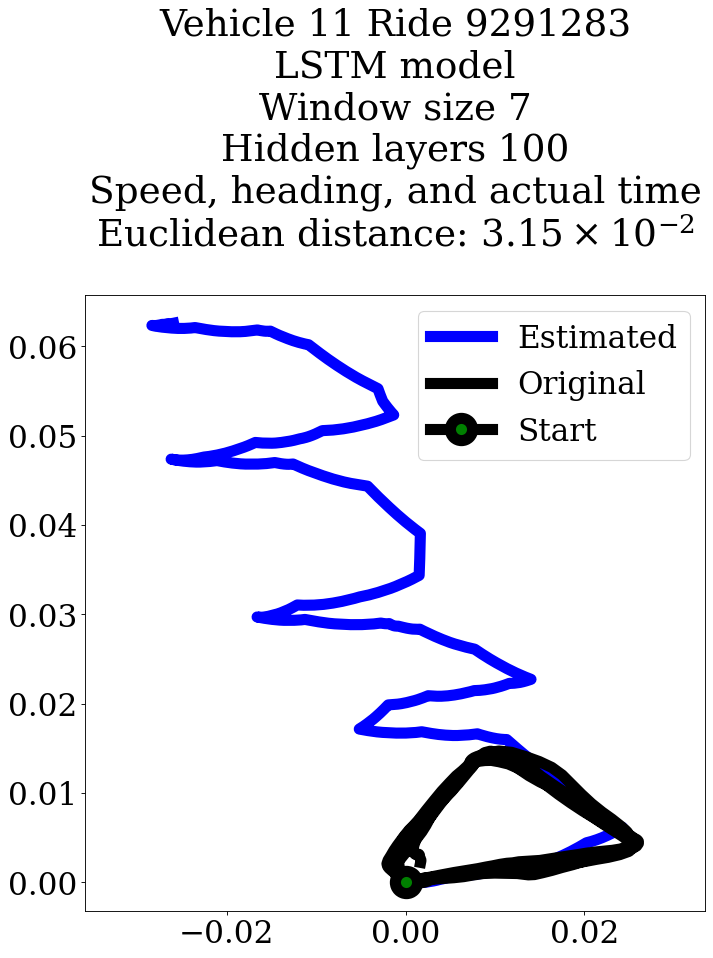 Vehicle 11 Ride 9291283
LSTM model
Window size 7
Hidden layers 100
Speed, heading, and actual time
Euclidean distance: 3.15 × 10⁻²
Estimated
Original
Start
0.06
0.05
0.04
0.03
0.02
0.01
0.00
−0.02
0.00
0.02